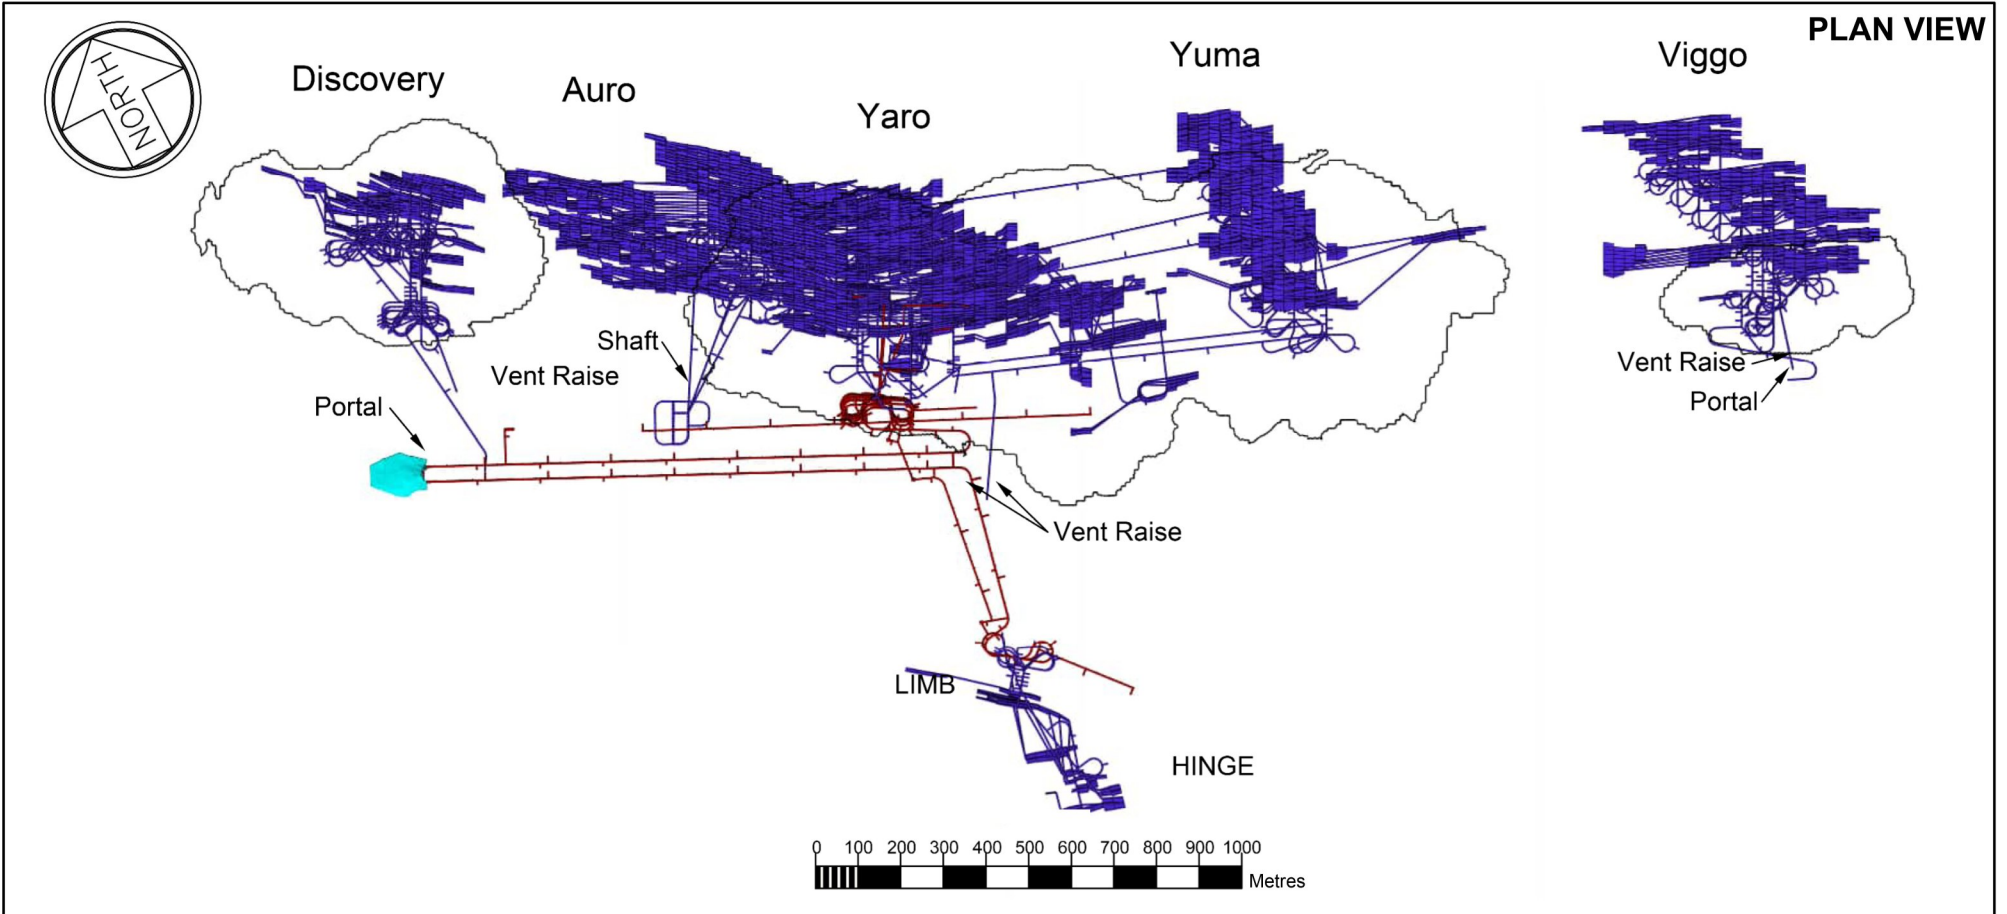 PLAN VIEW
NORTH
Discovery
Auro
Yaro
Yuma
Viggo
Shaft
Vent Raise
Portal
Vent Raise
Portal
Vent Raise
LIMB
HINGE
0 100 200 300 400 500 600 700 800 900 1000
Metres